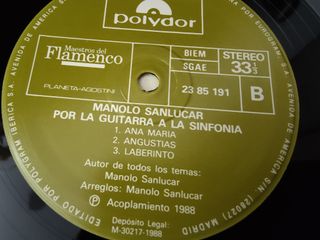 polydor
Maestros del
Flamenco
PLANETA-AGOSTINI
BIEM
SGAE
STEREO
33 1/3
23 85 191
B
MANOLO SANLUCAR
POR LA GUITARRA A LA SINFONIA
1. ANA MARIA
2. ANGUSTIAS
3. LABERINTO
Autor de todos los temas:
Manolo Sanlucar
Arreglos: Manolo Sanlucar
Ⓟ Acoplamiento 1988
Depósito Legal:
M-30217-1988
EDITADO POR POLYGRAM IBERICA S.A. AVENIDA DE AMERICA S/N (28027) MADRID